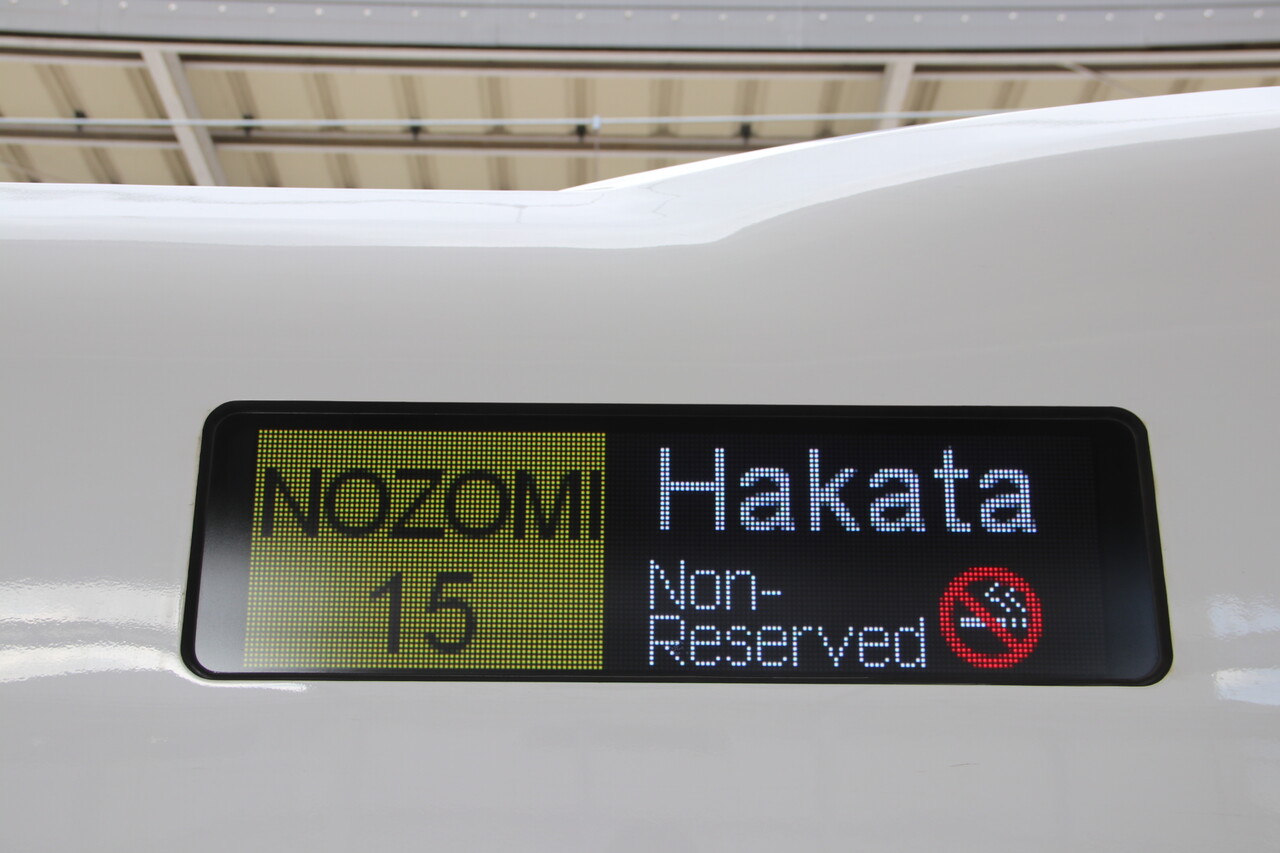 NOZOMI
15
Hakata
Non-
Reserved